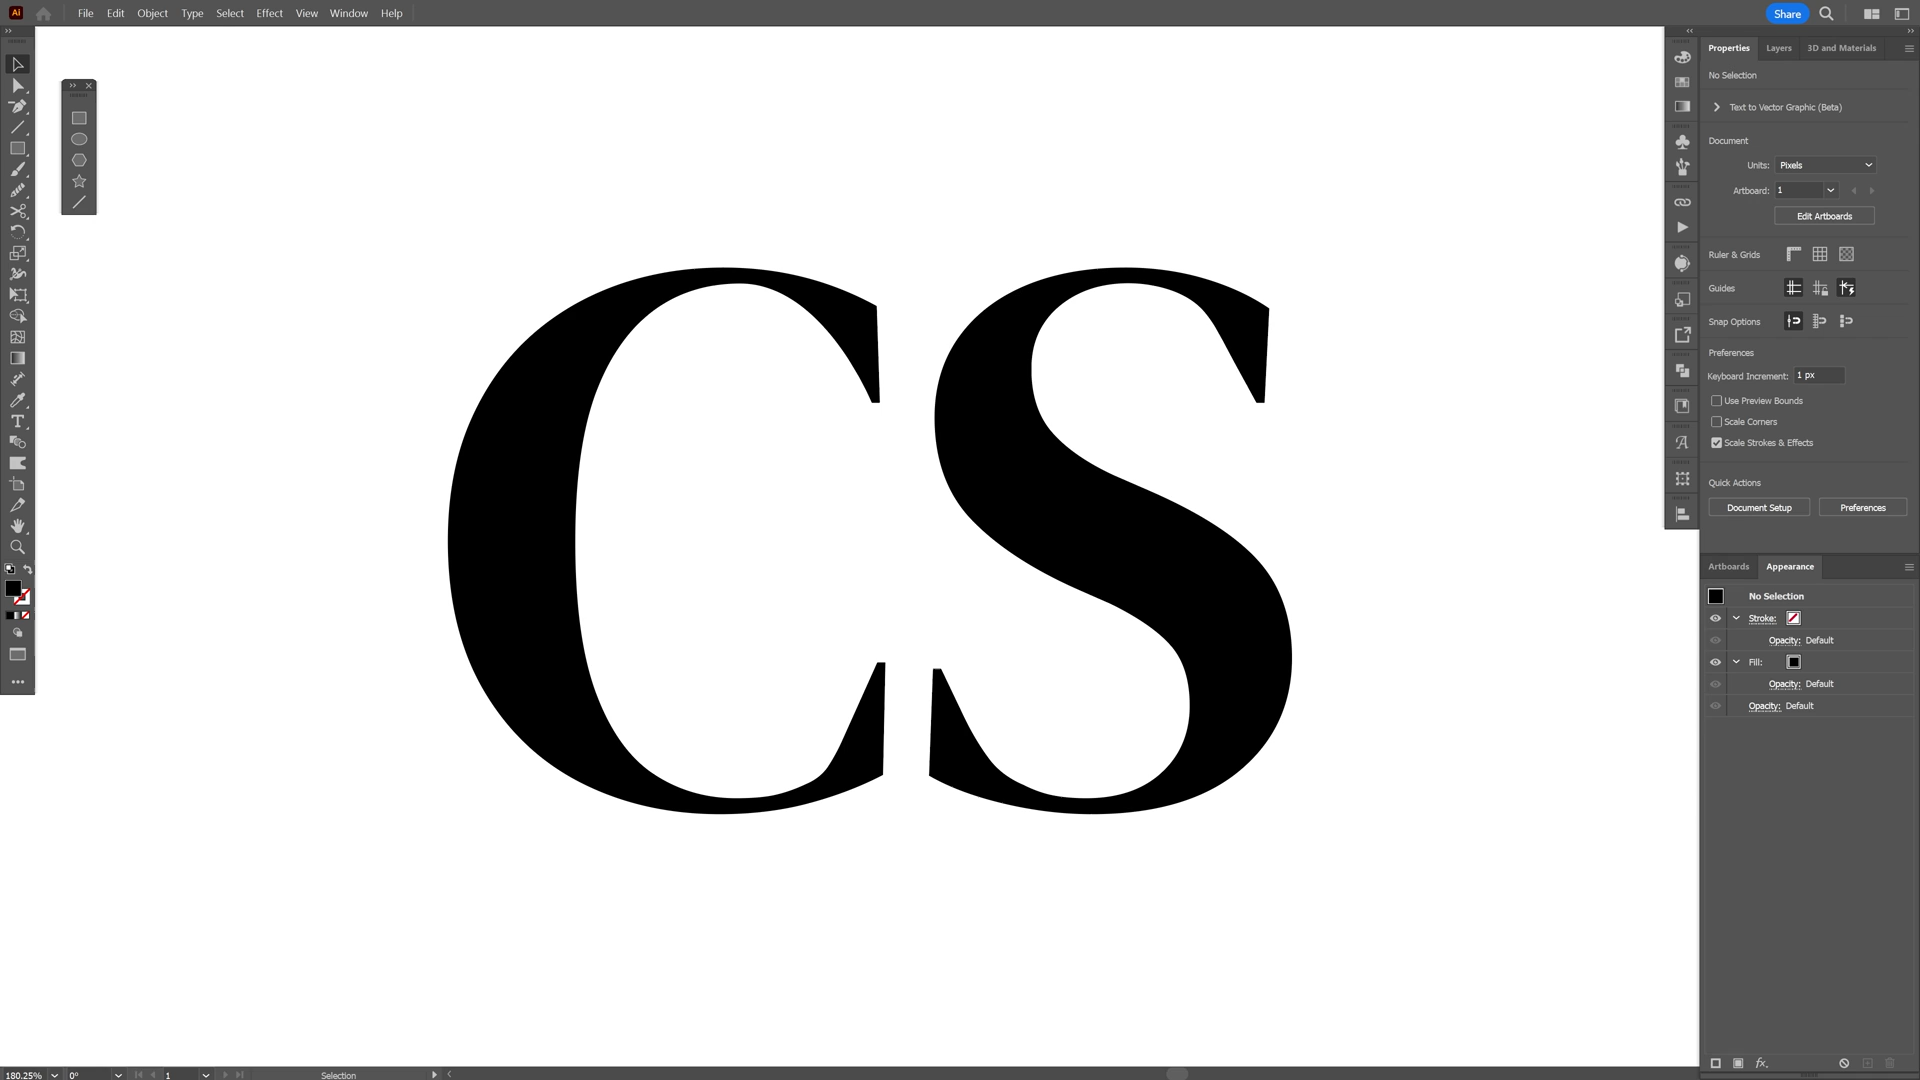 Ai File Edit Object Type Select Effect View Window Help Share
Properties Layers 3D and Materials
No Selection
Text to Vector Graphic (Beta)
Document
Units: Pixels
Artboard: 1
Edit Artboards
Ruler & Grids
Guides
Snap Options
Preferences
Keyboard Increment: 1 px
Use Preview Bounds
Scale Corners
Scale Strokes & Effects
Quick Actions
Document Setup Preferences
CS
Artboards Appearance
No Selection
Stroke:
Opacity: Default
Fill:
Opacity: Default
Opacity: Default
fx.
180.25% 0° 1 Selection